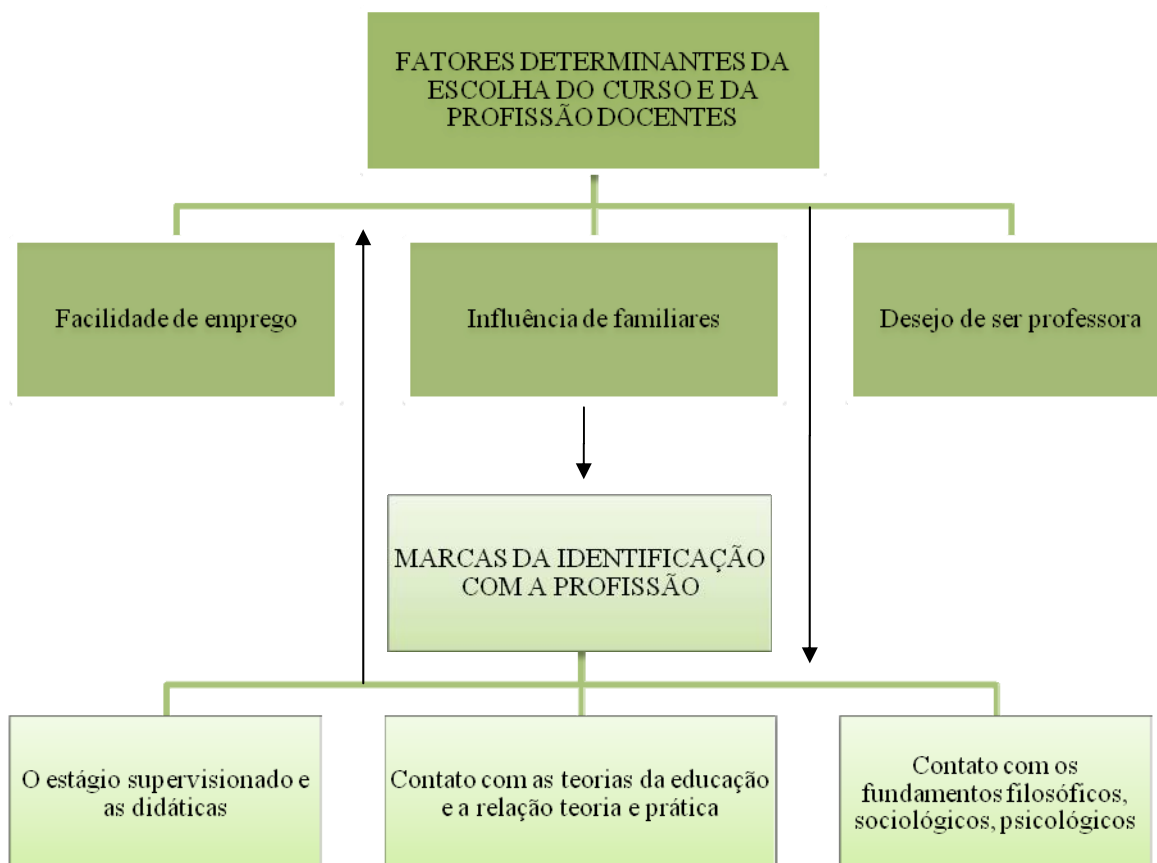 FATORES DETERMINANTES DA
ESCOLHA DO CURSO E DA
PROFISSÃO DOCENTES
Facilidade de emprego
Influência de familiares
Desejo de ser professora
MARCAS DA IDENTIFICAÇÃO
COM A PROFISSÃO
O estágio supervisionado e
as didáticas
Contato com as teorias da educação
e a relação teoria e prática
Contato com os
fundamentos filosóficos,
sociológicos, psicológicos